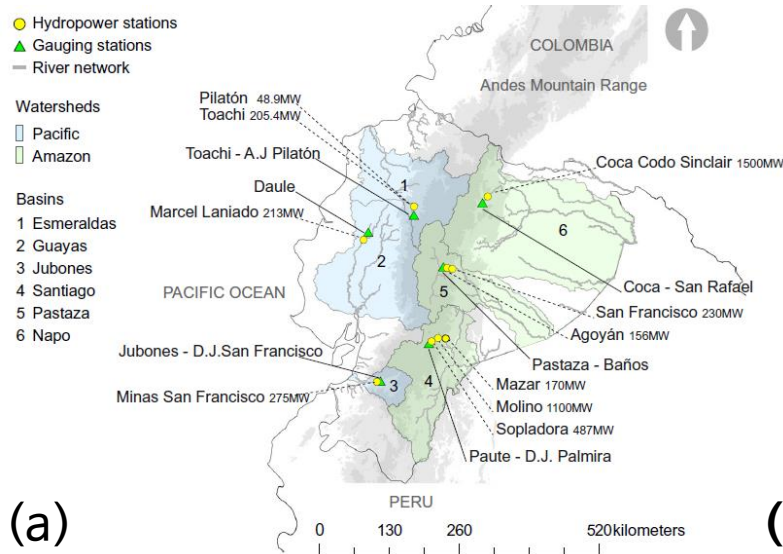 Hydropower stations
Gauging stations
River network
Watersheds
Pacific
Amazon
Basins
1 Esmeraldas
2 Guayas
3 Jubones
4 Santiago
5 Pastaza
6 Napo
COLOMBIA
Andes Mountain Range
Pilatón 48.9MW
Toachi 205.4MW
Toachi - A.J Pilatón
Daule
Marcel Laniado 213MW
PACIFIC OCEAN
Jubones - D.J.San Francisco
Minas San Francisco 275MW
1
2
3
4
5
6
Coca Codo Sinclair 1500MW
Coca - San Rafael
San Francisco 230MW
Agoyán 156MW
Pastaza - Baños
Mazar 170MW
Molino 1100MW
Sopladora 487MW
Paute - D.J. Palmira
PERU
(a)
0 130 260 520 kilometers
(